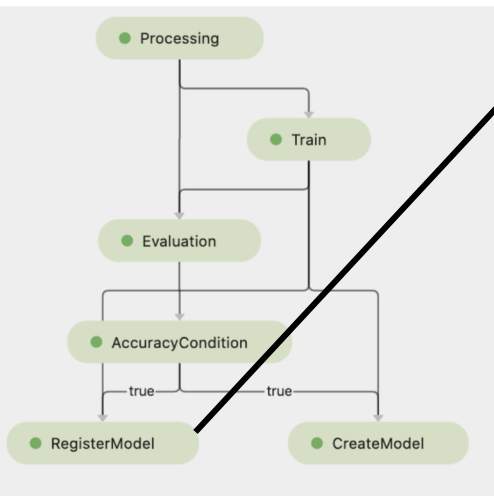 Processing
Train
Evaluation
AccuracyCondition
true true
RegisterModel CreateModel